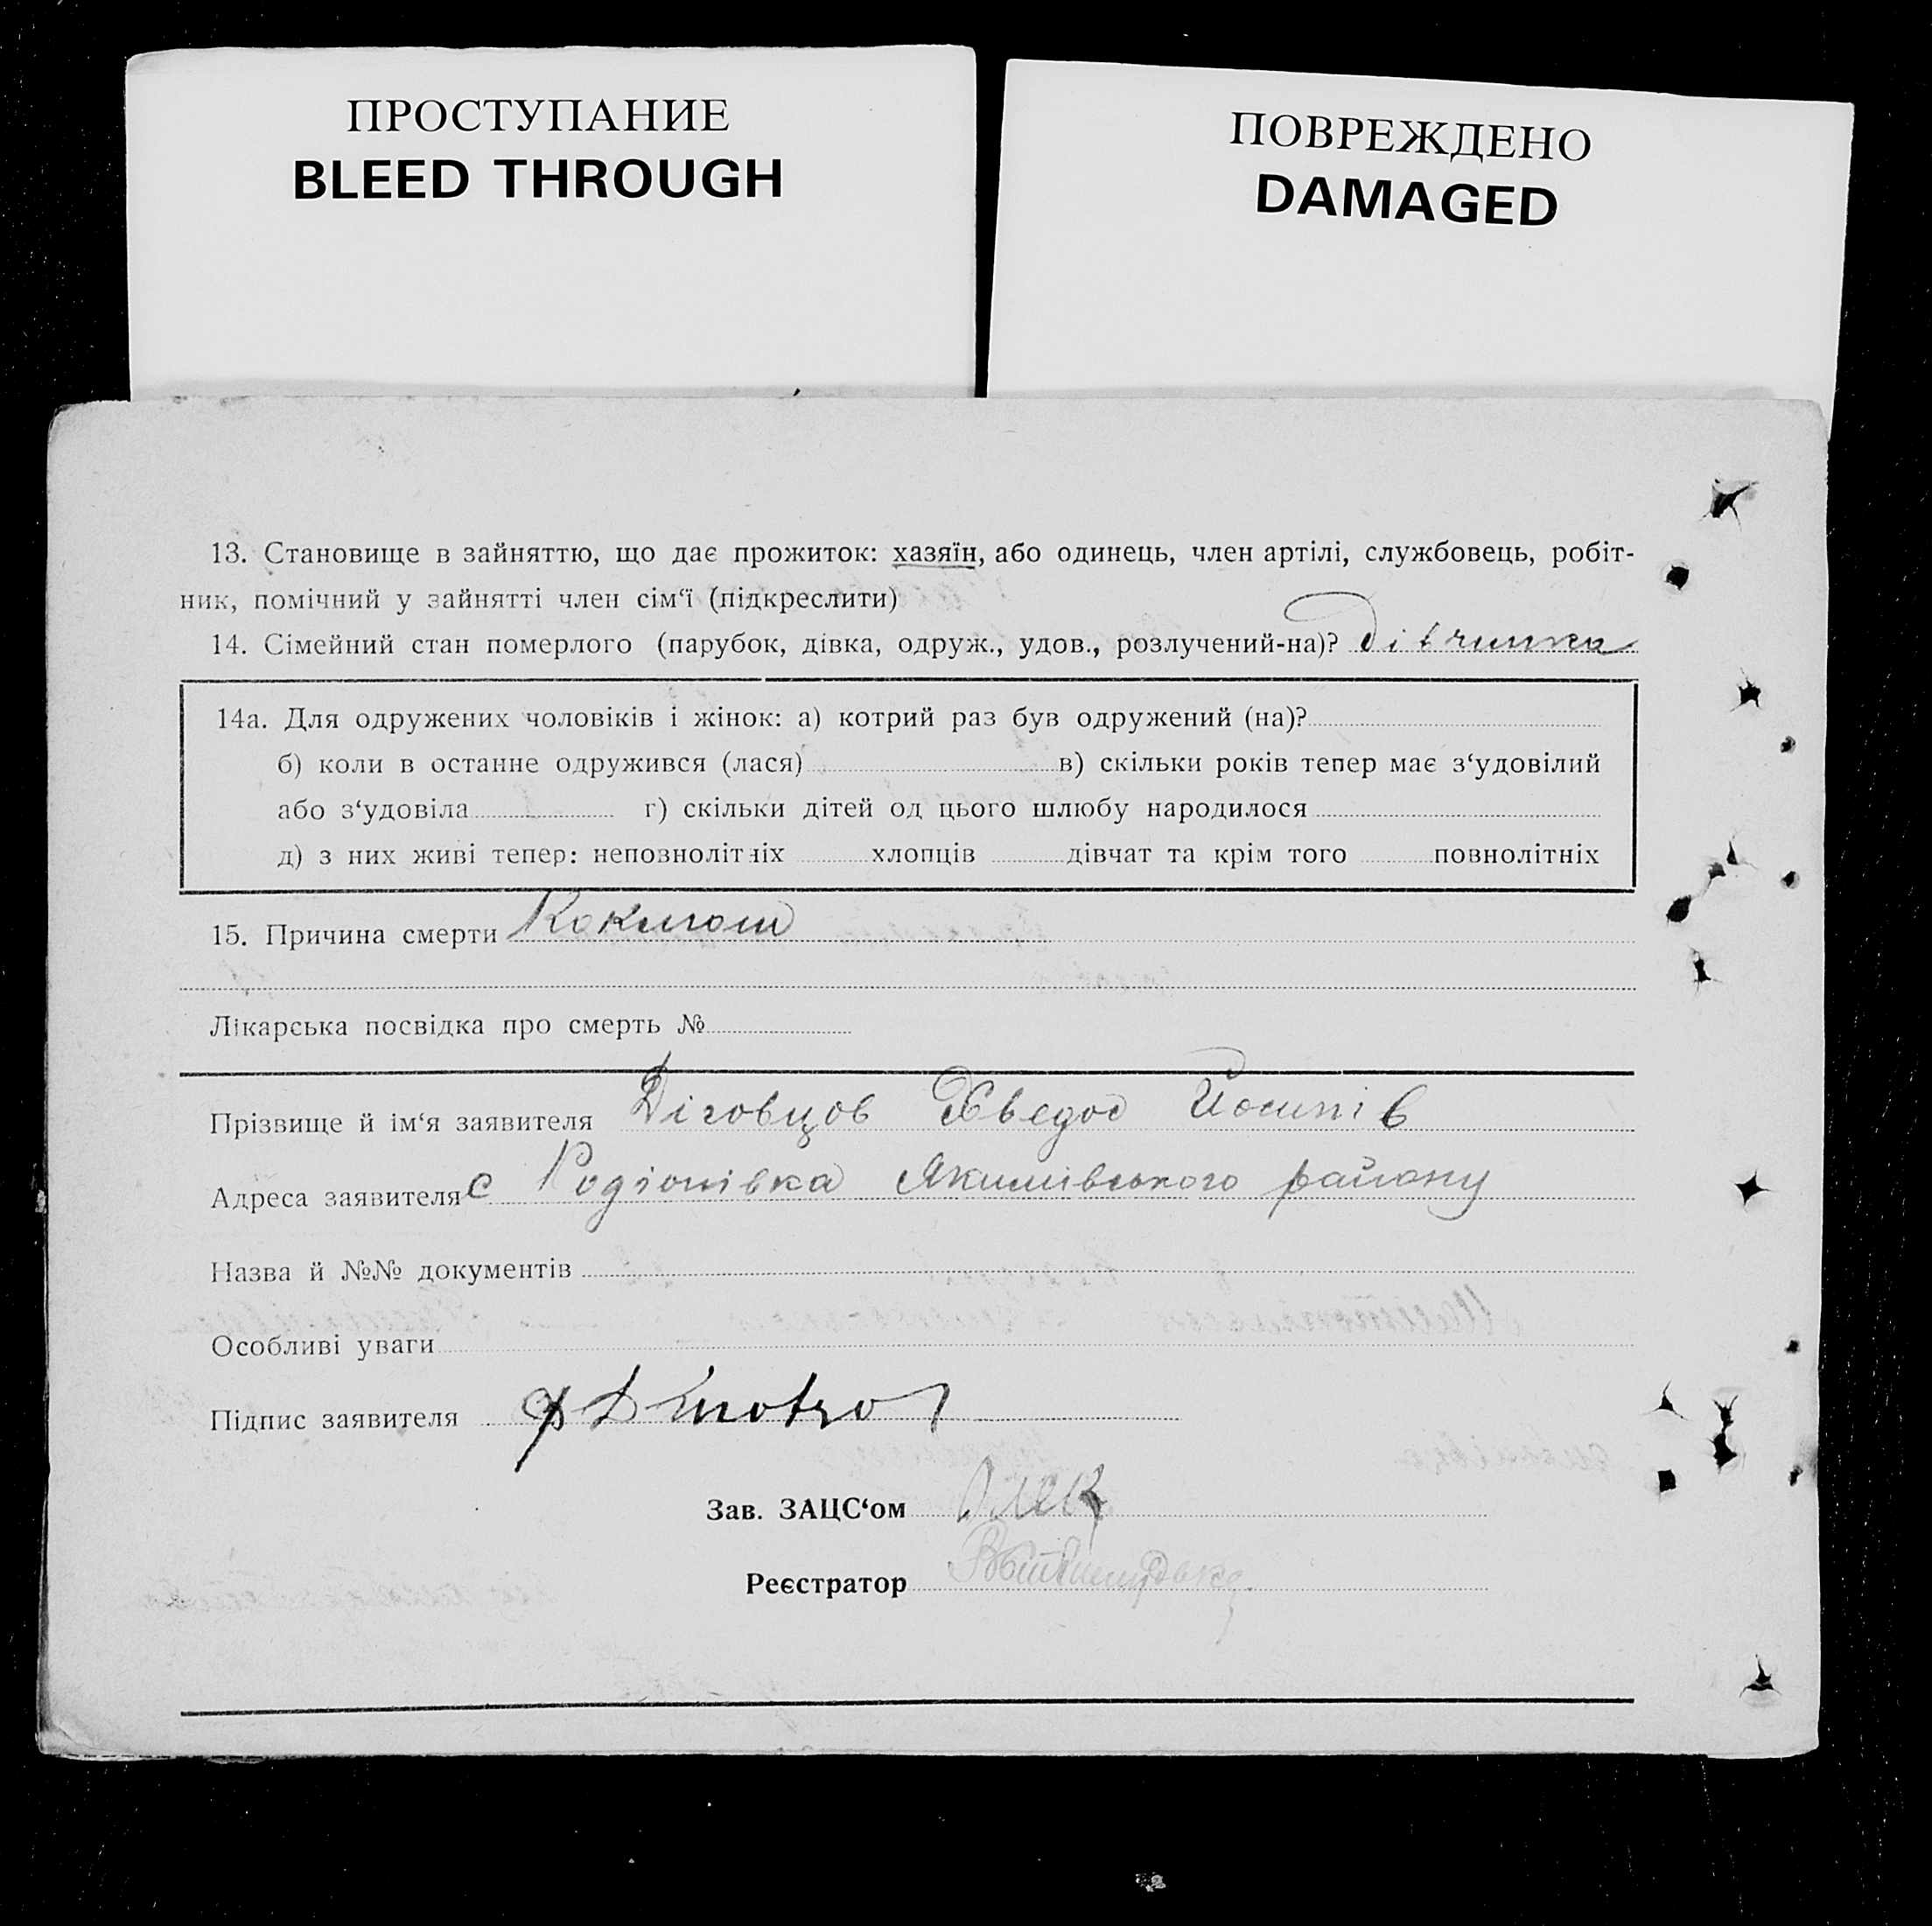 ПРОСТУПАНИЕ
BLEED THROUGH
ПОВРЕЖДЕНО
DAMAGED
13. Становище в зайняттю, що дає прожиток: хазяїн, або одинець, член артілі, службовець, робіт-
ник, помічний у зайнятті член сім‘ї (підкреслити)
14. Сімейний стан померлого (парубок, дівка, одруж., удов., розлучений-на)? дівчинка
14а. Для одружених чоловіків і жінок: а) котрий раз був одружений (на)?
б) коли в останне одружився (лася) в) скільки років тепер має з‘удовілий
або з‘удовіла г) скільки дітей од цього шлюбу народилося
д) з них живі тепер: неповнолітніх хлопців дівчат та крім того повнолітніх
15. Причина смерти Коклюш
Лікарська посвідка про смерть №
Прізвище й ім‘я заявителя Діговцов Хведос Йосипів
Адреса заявителя с Родіонівка Якимівського району
Назва й №№ документів
Особливі уваги
Підпис заявителя
Зав. ЗАЦС‘ом
Реєстратор